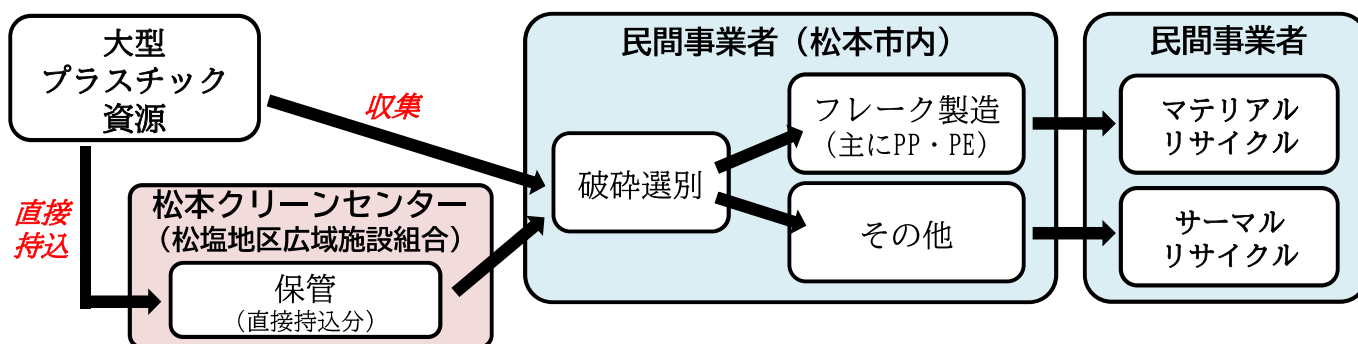 大型
プラスチック
資源
収集
直接
持込
松本クリーンセンター
（松塩地区広域施設組合）
保管
（直接持込分）
民間事業者（松本市内）
破砕選別
フレーク製造
（主にPP・PE）
その他
民間事業者
マテリアル
リサイクル
サーマル
リサイクル